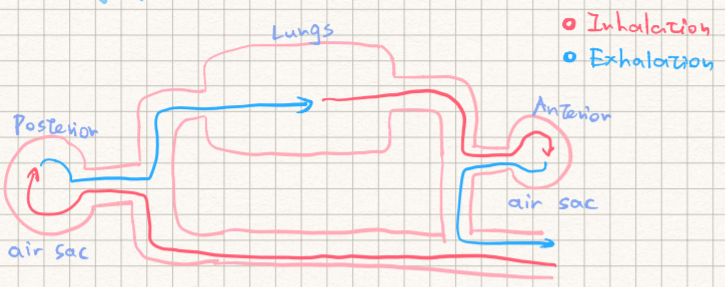 Lungs
Inhalation
Exhalation
Posterior
air sac
Anterior
air sac